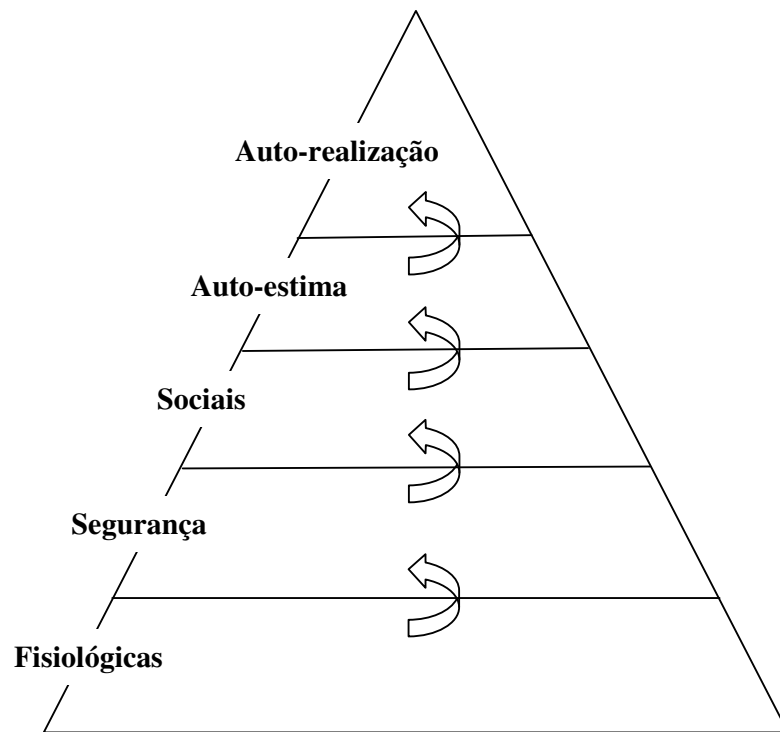 Auto-realização
Auto-estima
Sociais
Segurança
Fisiológicas